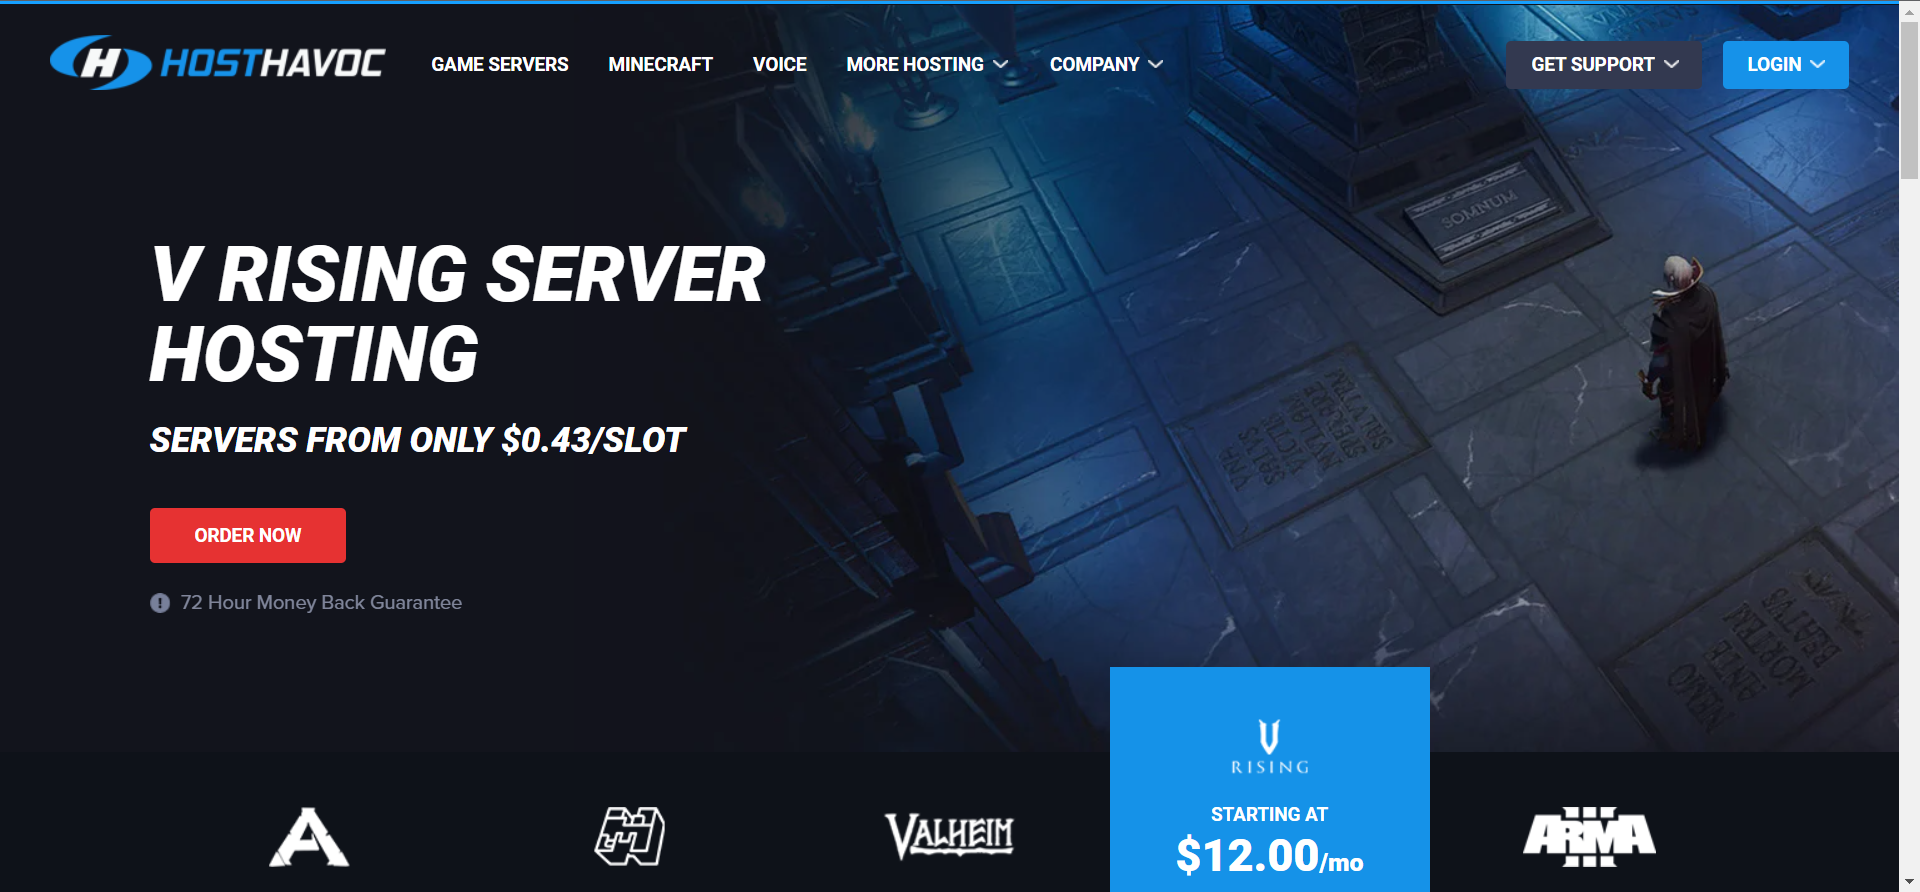 HOSTHAVOC
GAME SERVERS
MINECRAFT
VOICE
MORE HOSTING
COMPANY
GET SUPPORT
LOGIN
SOMNUM
V RISING SERVER
HOSTING
SERVERS FROM ONLY $0.43/SLOT
ORDER NOW
72 Hour Money Back Guarantee
VALHEIM
V
RISING
STARTING AT
$12.00/mo
ARMA
III